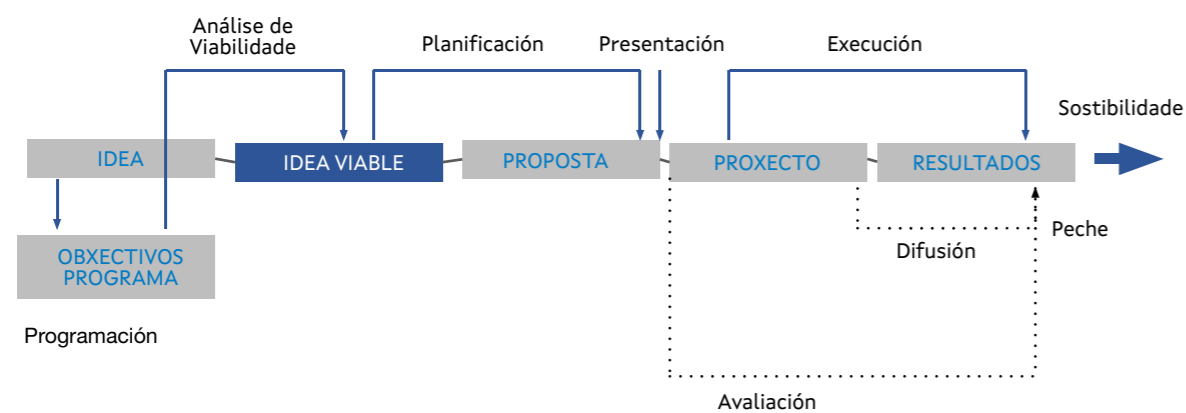 Análise de
Viabilidade
Planificación
Presentación
Execución
Sostibilidade
IDEA
IDEA VIABLE
PROPOSTA
PROXECTO
RESULTADOS
OBXECTIVOS
PROGRAMA
Peche
Difusión
Programación
Avaliación